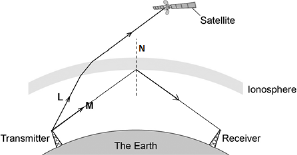 Satellite
N
Ionosphere
L
M
Transmitter
The Earth
Receiver